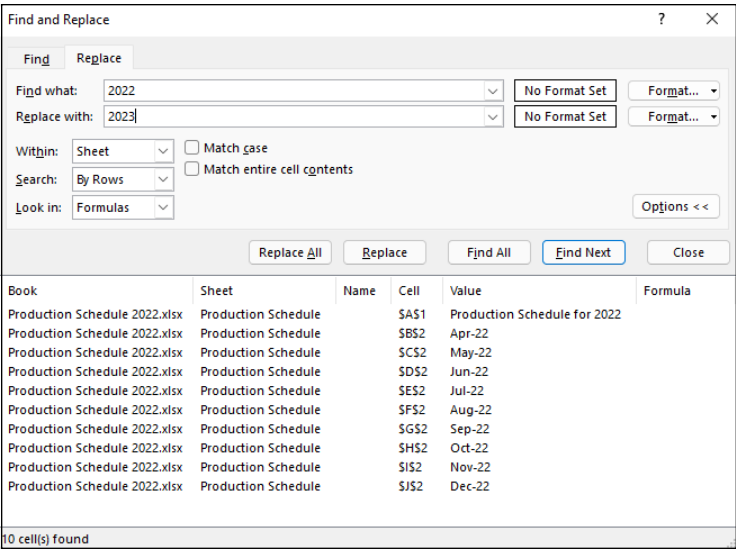 Find and Replace ? ×
Find Replace
Find what: 2022 No Format Set Format...
Replace with: 2023 No Format Set Format...
Within: Sheet Match case
Match entire cell contents
Search: By Rows
Look in: Formulas Options <<
Replace All Replace Find All Find Next Close
Book Sheet Name Cell Value Formula
Production Schedule 2022.xlsx Production Schedule $A$1 Production Schedule for 2022
Production Schedule 2022.xlsx Production Schedule $B$2 Apr-22
Production Schedule 2022.xlsx Production Schedule $C$2 May-22
Production Schedule 2022.xlsx Production Schedule $D$2 Jun-22
Production Schedule 2022.xlsx Production Schedule $E$2 Jul-22
Production Schedule 2022.xlsx Production Schedule $F$2 Aug-22
Production Schedule 2022.xlsx Production Schedule $G$2 Sep-22
Production Schedule 2022.xlsx Production Schedule $H$2 Oct-22
Production Schedule 2022.xlsx Production Schedule $I$2 Nov-22
Production Schedule 2022.xlsx Production Schedule $J$2 Dec-22
10 cell(s) found